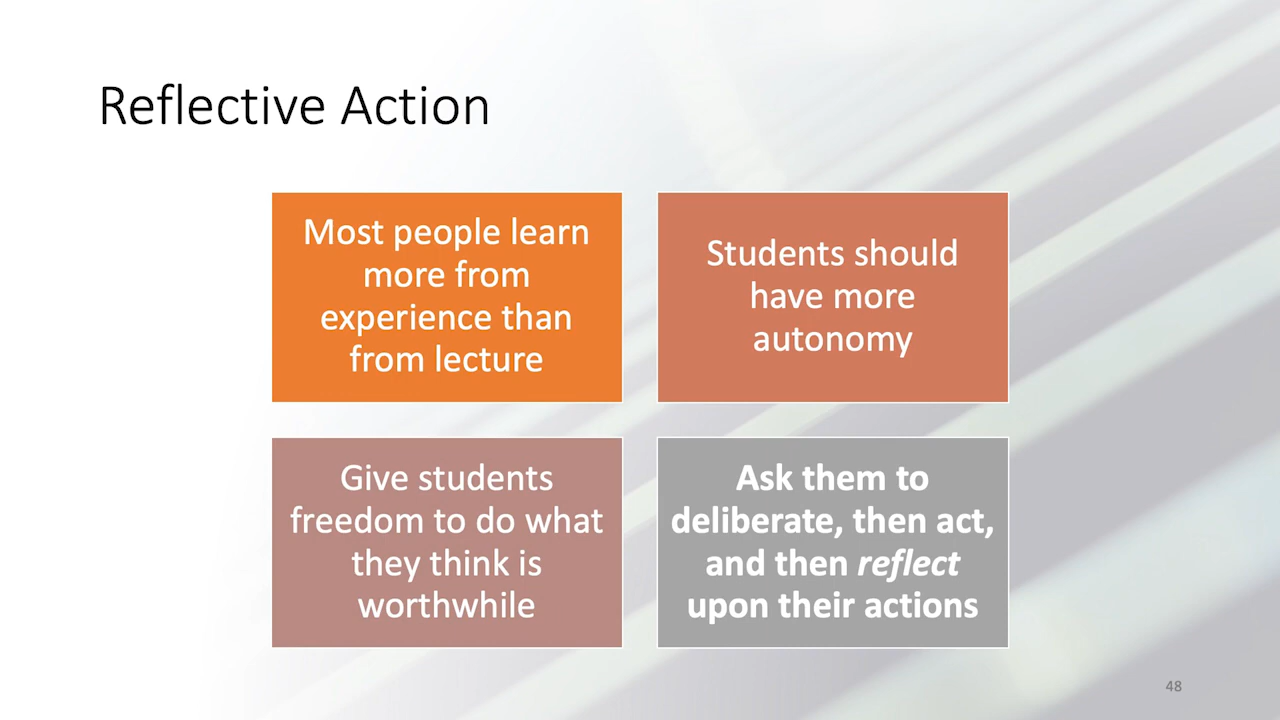 Reflective Action
Most people learn
more from
experience than
from lecture
Students should
have more
autonomy
Give students
freedom to do what
they think is
worthwhile
Ask them to
deliberate, then act,
and then reflect
upon their actions
48